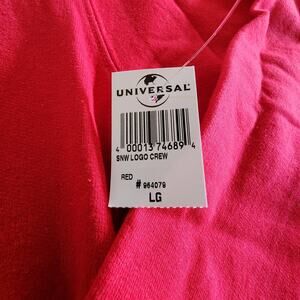 UNIVERSAL
4 00013 74689 4
SNW LOGO CREW
RED
# 964079
LG